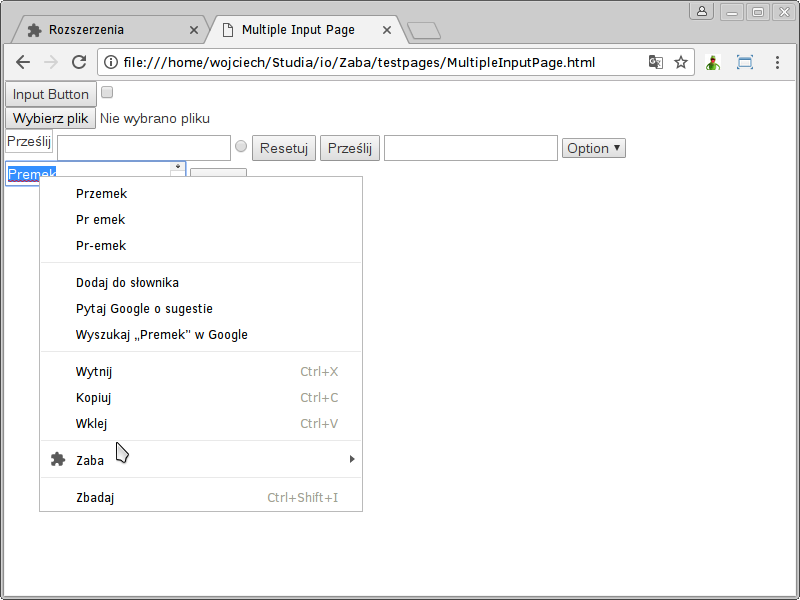 Rozszerzenia
Multiple Input Page
file:///home/wojciech/Studia/io/Zaba/testpages/MultipleInputPage.html
Input Button
Wybierz plik Nie wybrano pliku
Prześlij Resetuj Prześlij Option
Premek
Przemek
Pr emek
Pr-emek
Dodaj do słownika
Pytaj Google o sugestie
Wyszukaj „Premek” w Google
Wytnij Ctrl+X
Kopiuj Ctrl+C
Wklej Ctrl+V
Zaba
Zbadaj Ctrl+Shift+I